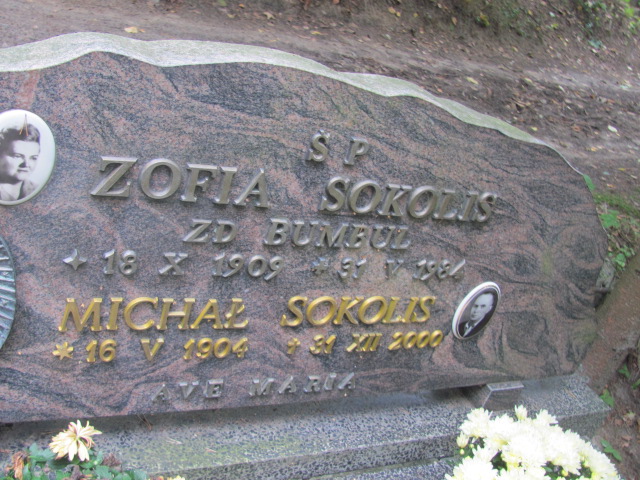 ŚP
ZOFIA SOKOLIS
ZD BUMBUL
* 18 X 1909 + 31 V 1984
MICHAŁ SOKOLIS
* 16 V 1904 + 31 XII 2000
AVE MARIA